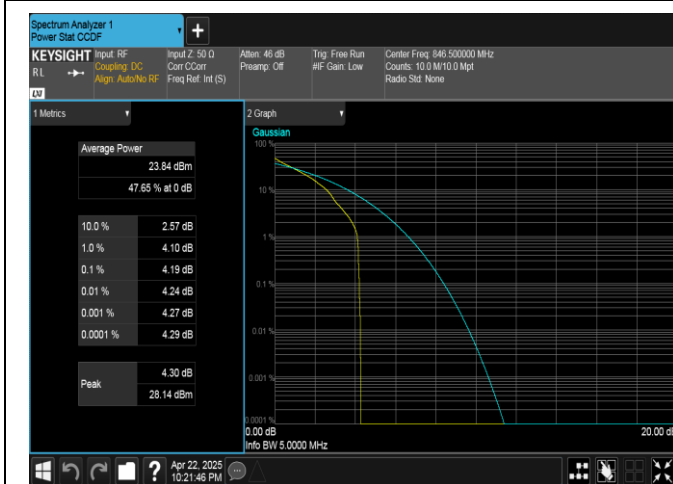 Spectrum Analyzer 1
Power Stat CCDF
+
KEYSIGHT
RL
LXI
Input: RF
Coupling: DC
Align: Auto/No RF
Input Z: 50 Ω
Corr CCorr
Freq Ref: Int (S)
Atten: 46 dB
Preamp: Off
Trig: Free Run
#IF Gain: Low
Center Freq: 846.500000 MHz
Counts: 10.0 M/10.0 Mpt
Radio Std: None
1 Metrics
Average Power
23.84 dBm
47.65 % at 0 dB
10.0 % 2.57 dB
1.0 % 4.10 dB
0.1 % 4.19 dB
0.01 % 4.24 dB
0.001 % 4.27 dB
0.0001 % 4.29 dB
Peak
4.30 dB
28.14 dBm
2 Graph
Gaussian
100 %
10 %
1 %
0.1 %
0.01 %
0.001 %
0.0001 %
0.00 dB
20.00 dB
Info BW 5.0000 MHz
?
Apr 22, 2025
10:21:46 PM